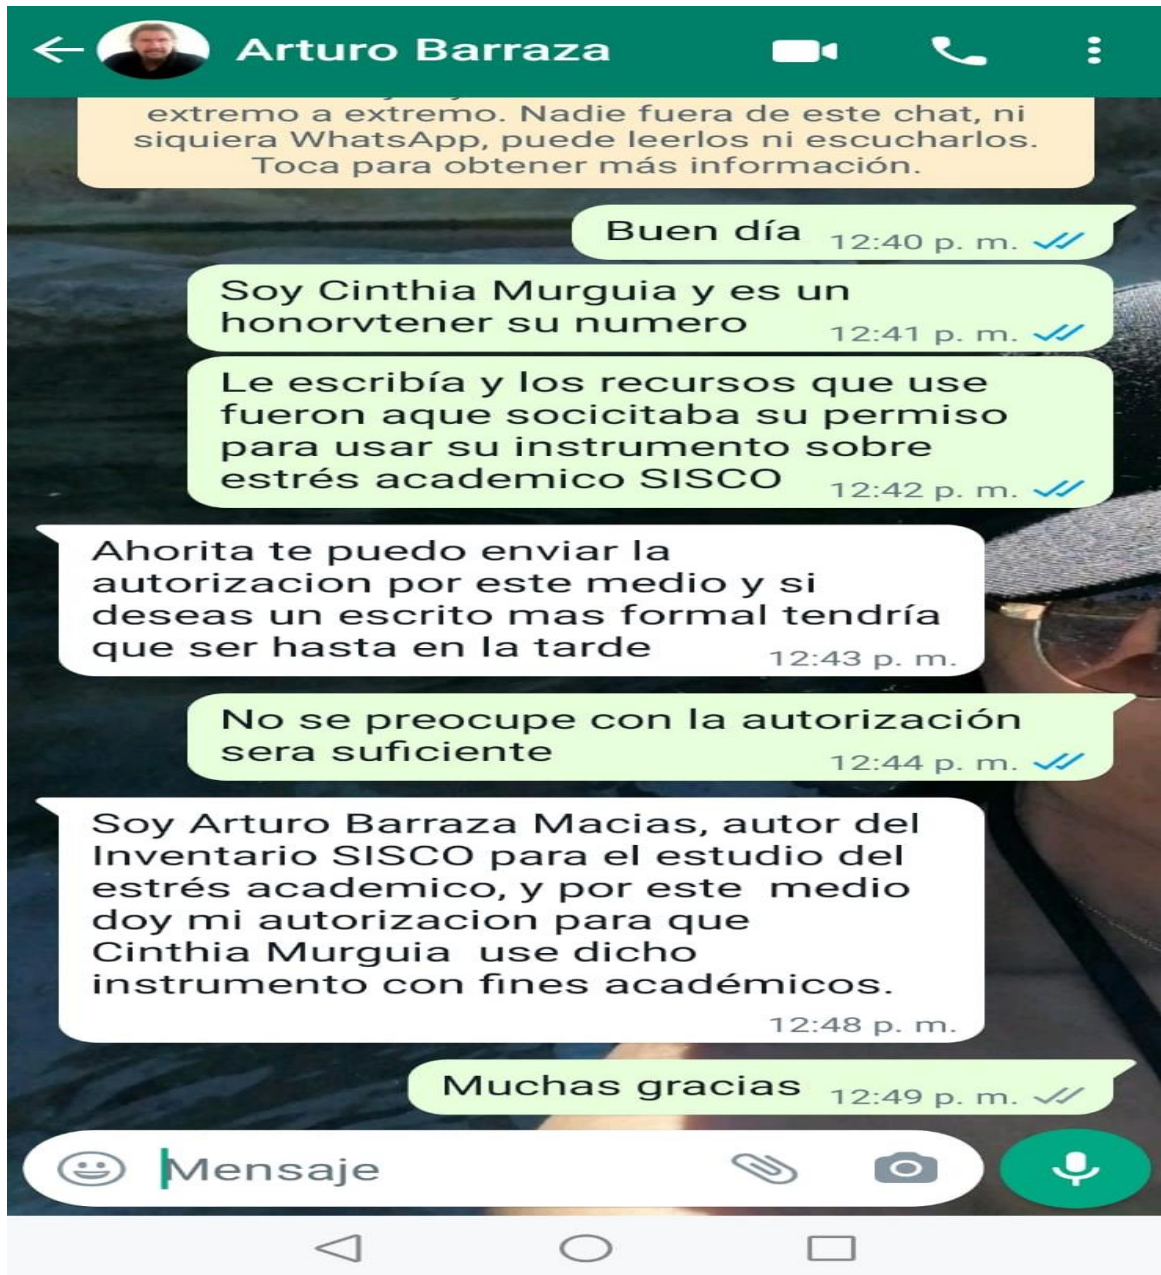 Arturo Barraza
extremo a extremo. Nadie fuera de este chat, ni
siquiera WhatsApp, puede leerlos ni escucharlos.
Toca para obtener más información.
Buen día 12:40 p. m.
Soy Cinthia Murguia y es un
honorvtener su numero 12:41 p. m.
Le escribía y los recursos que use
fueron aque socicitaba su permiso
para usar su instrumento sobre
estrés academico SISCO 12:42 p. m.
Ahorita te puedo enviar la
autorizacion por este medio y si
deseas un escrito mas formal tendría
que ser hasta en la tarde 12:43 p. m.
No se preocupe con la autorización
sera suficiente 12:44 p. m.
Soy Arturo Barraza Macias, autor del
Inventario SISCO para el estudio del
estrés academico, y por este medio
doy mi autorizacion para que
Cinthia Murguia use dicho
instrumento con fines académicos.
12:48 p. m.
Muchas gracias 12:49 p. m.
Mensaje